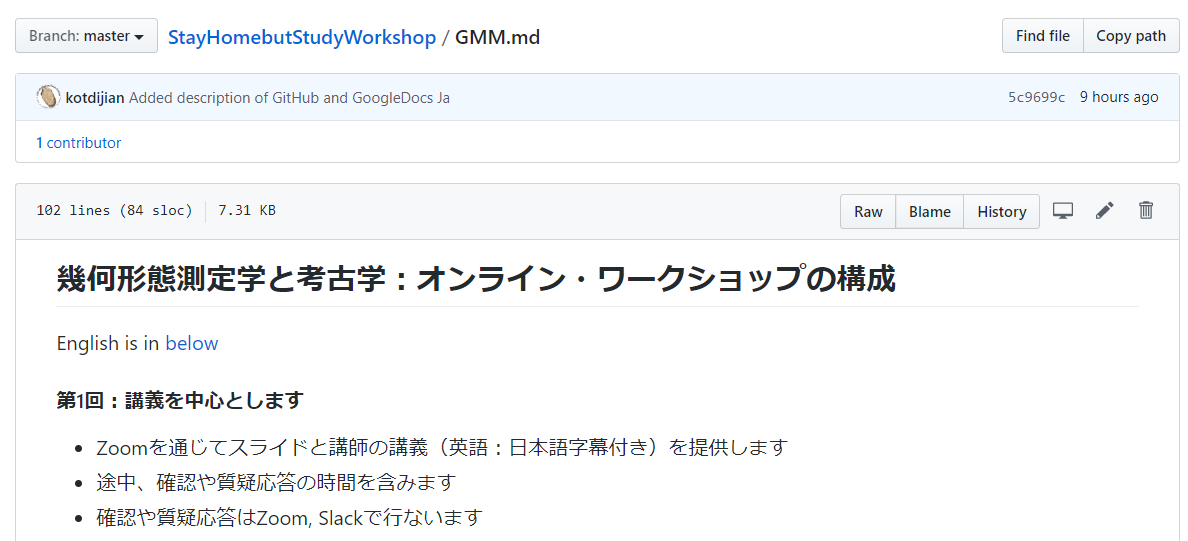 Branch: master
StayHomebutStudyWorkshop / GMM.md
Find file
Copy path
kotdijian Added description of GitHub and GoogleDocs Ja
5c9699c 9 hours ago
1 contributor
102 lines (84 sloc) 7.31 KB
Raw
Blame
History
幾何形態測定学と考古学：オンライン・ワークショップの構成
English is in below
第1回：講義を中心とします
• Zoomを通じてスライドと講師の講義（英語：日本語字幕付き）を提供します
• 途中、確認や質疑応答の時間を含みます
• 確認や質疑応答はZoom, Slackで行ないます